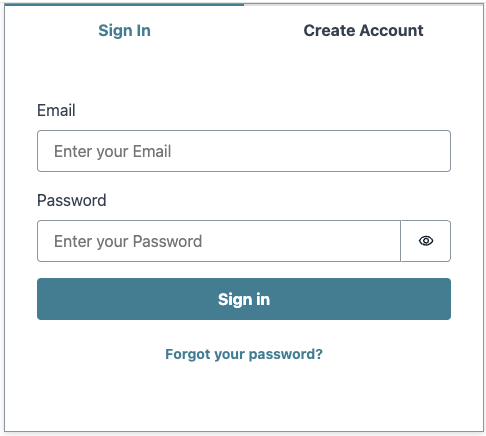 Sign In
Create Account
Email
Enter your Email
Password
Enter your Password
Sign in
Forgot your password?